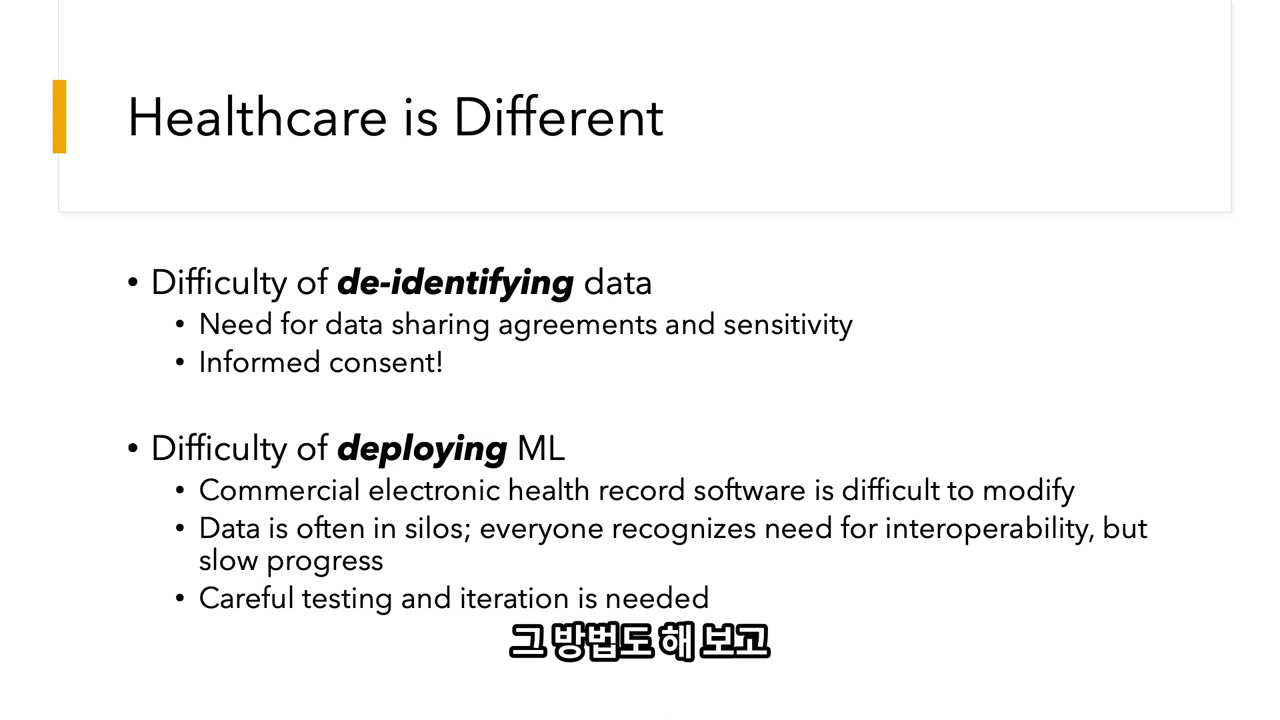 Healthcare is Different
• Difficulty of de-identifying data
• Need for data sharing agreements and sensitivity
• Informed consent!
• Difficulty of deploying ML
• Commercial electronic health record software is difficult to modify
• Data is often in silos; everyone recognizes need for interoperability, but
slow progress
• Careful testing and iteration is needed
그 방법도 해 보고